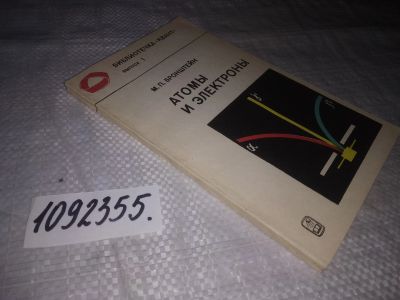 БИБЛИОТЕЧКА «КВАНТ»
ВЫПУСК 1
М.П. БРОНШТЕЙН
АТОМЫ
И ЭЛЕКТРОНЫ
γ
β
α
1092355.